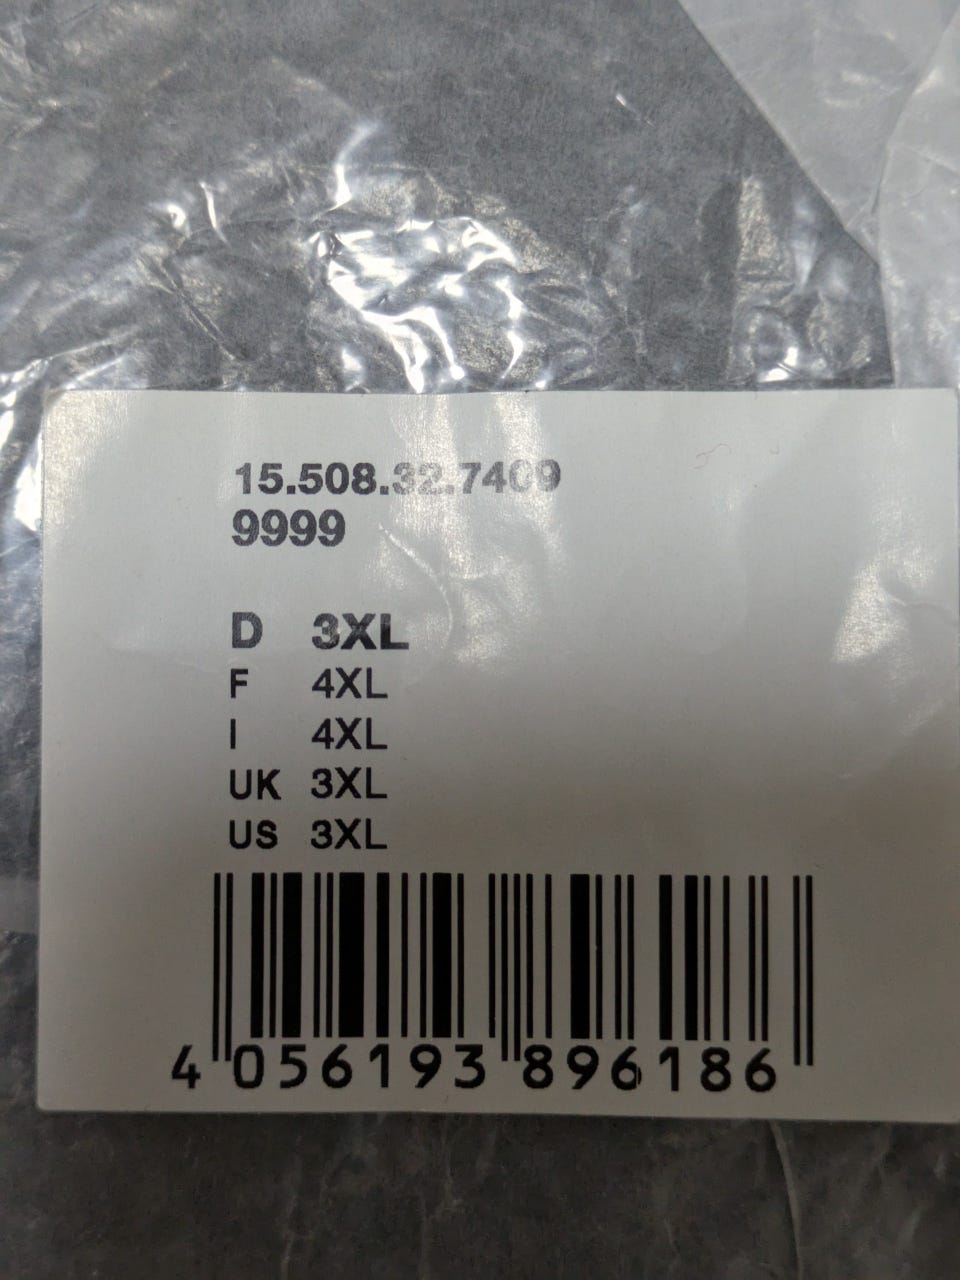 15.508.32.7409
9999
D 3XL
F 4XL
I 4XL
UK 3XL
US 3XL
4 056193 896186